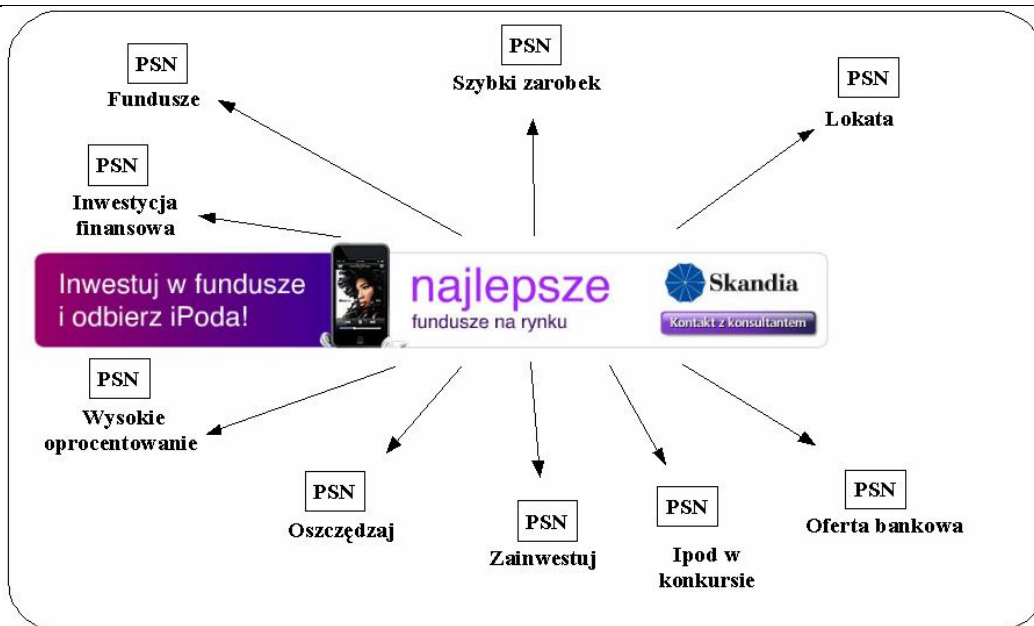 PSN
Fundusze
PSN
Szybki zarobek
PSN
Lokata
PSN
Inwestycja
finansowa
Inwestuj w fundusze
i odbierz iPoda!
najlepsze
fundusze na rynku
Skandia
Kontakt z konsultantem
PSN
Wysokie
oprocentowanie
PSN
Oszczędzaj
PSN
Zainwestuj
PSN
Ipod w
konkursie
PSN
Oferta bankowa